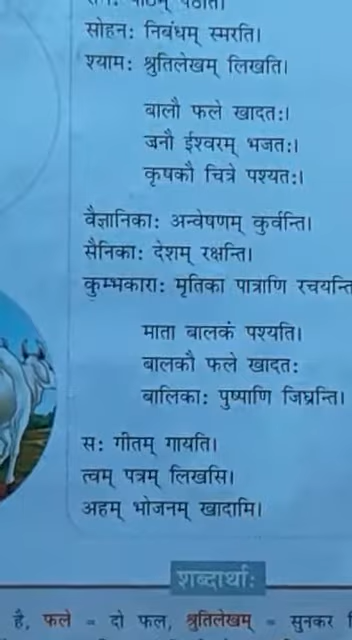 पाठम् पठति।
सोहनः निबंधम् स्मरति।
श्यामः श्रुतिलेखम् लिखति।
बालौ फले खादतः।
जनौ ईश्वरम् भजतः।
कृषकौ चित्रे पश्यतः।
वैज्ञानिकाः अन्वेषणम् कुर्वन्ति।
सैनिकाः देशम् रक्षन्ति।
कुम्भकाराः मृतिका पात्राणि रचयन्ति
माता बालकं पश्यति।
बालकौ फले खादतः
बालिकाः पुष्पाणि जिघ्रन्ति।
सः गीतम् गायति।
त्वम् पत्रम् लिखसि।
अहम् भोजनम् खादामि।
शब्दार्थाः
है, फले = दो फल, श्रुतिलेखम् = सुनकर